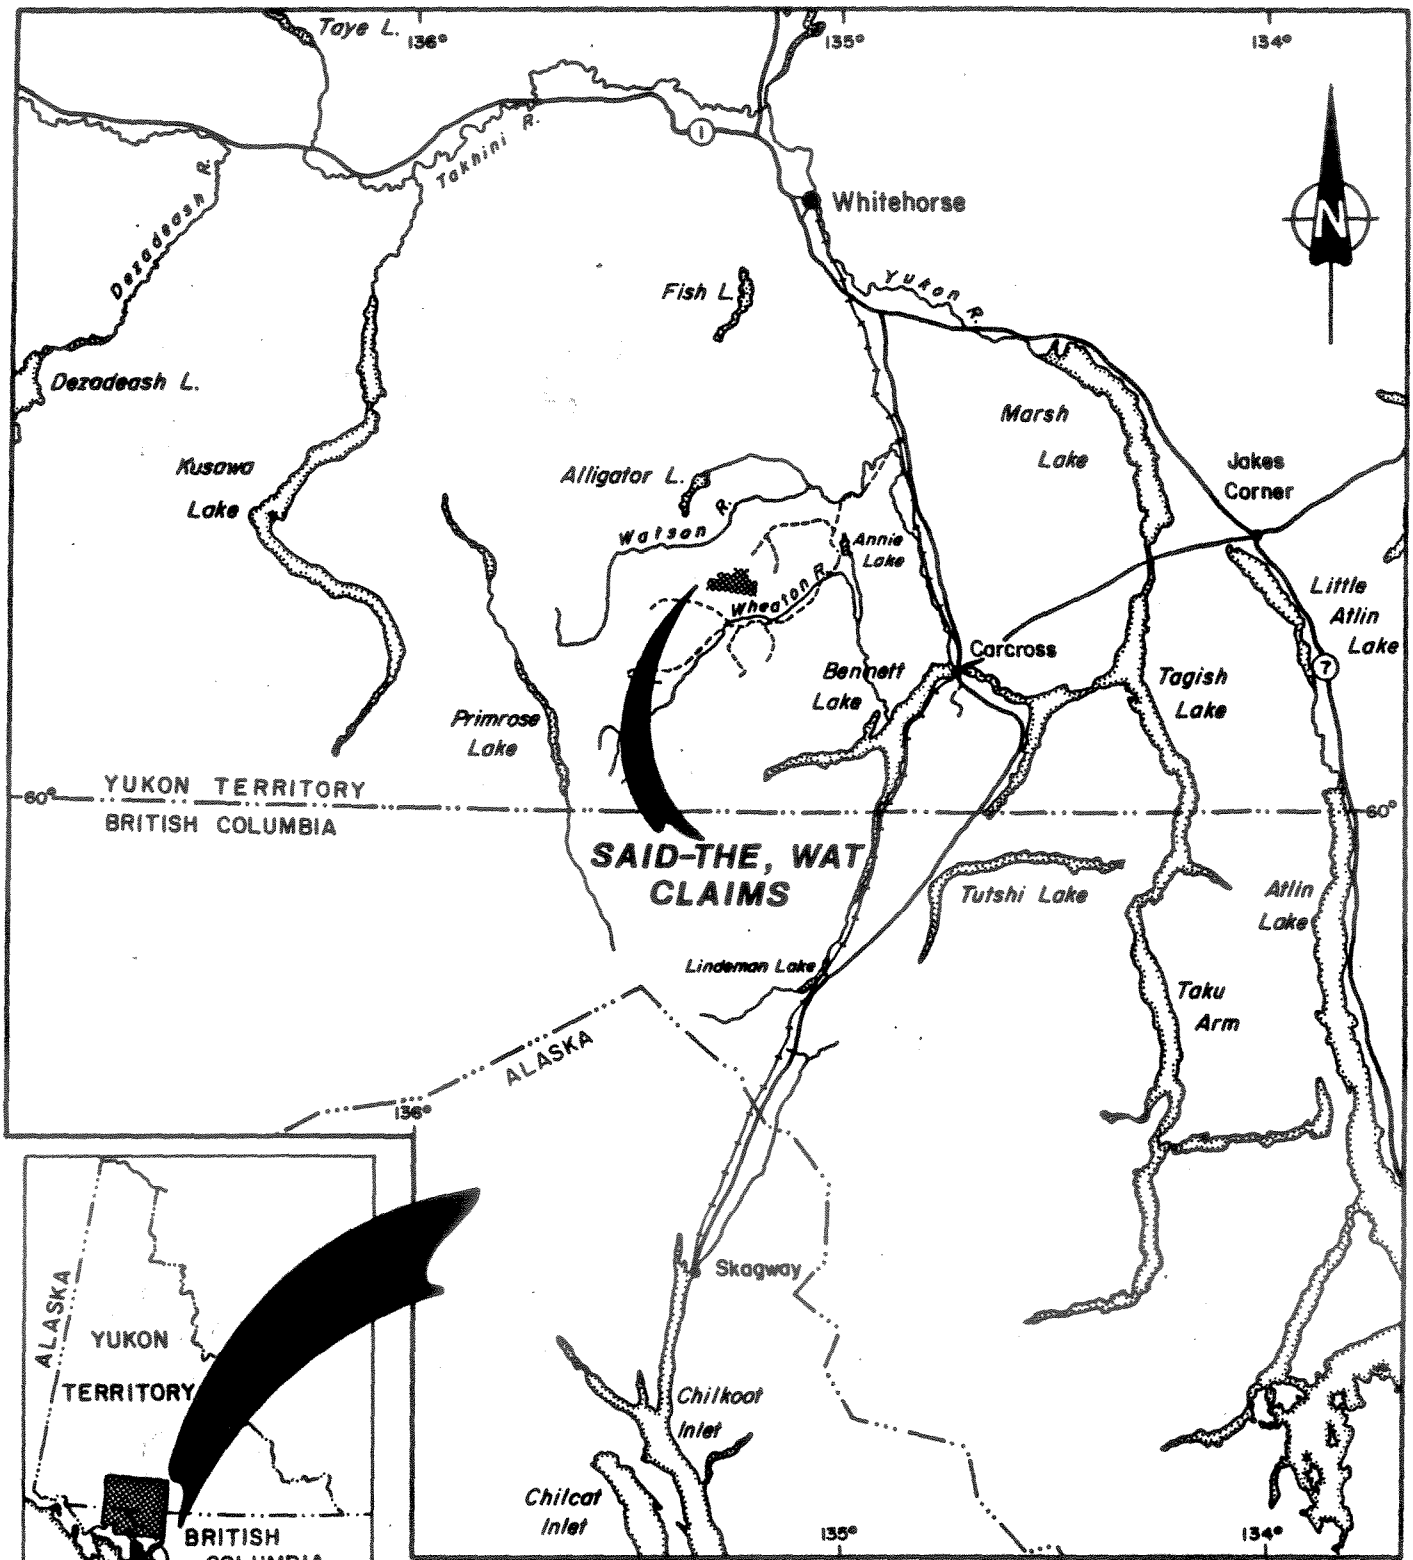 Taye L.
136°
135°
134°
Takhini R.
1
Dezadeash R.
Whitehorse
N
Fish L.
Yukon R.
Dezadeash L.
Marsh
Lake
Kusawa
Lake
Alligator L.
Jakes
Corner
Watson R.
Annie
Lake
Wheaton R.
Little
Atlin
Lake
Carcross
7
Bennett
Lake
Tagish
Lake
Primrose
Lake
60°
YUKON TERRITORY
BRITISH COLUMBIA
60°
SAID-THE, WAT
CLAIMS
Tutshi Lake
Atlin
Lake
Lindeman Lake
Taku
Arm
ALASKA
136°
Skagway
ALASKA
YUKON
TERRITORY
Chilkoot
Inlet
Chilcat
Inlet
135°
134°
BRITISH
COLUMBIA